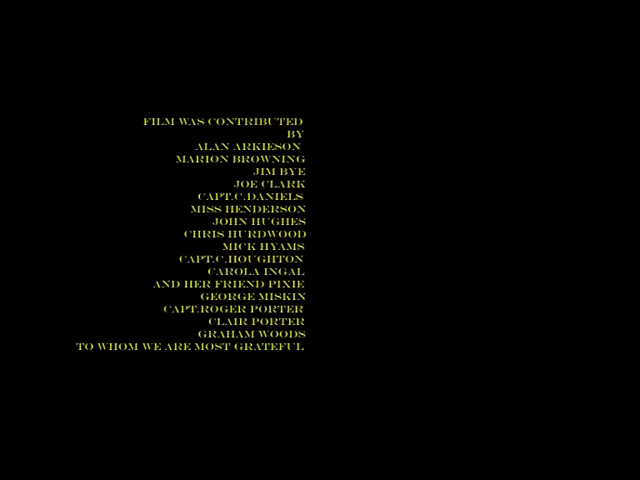 FILM WAS CONTRIBUTED
BY
ALAN ARKIESON
MARION BROWNING
JIM BYE
JOE CLARK
CAPT.C.DANIELS
MISS HENDERSON
JOHN HUGHES
CHRIS HURDWOOD
MICK HYAMS
CAPT.C.HOUGHTON
CAROLA INGAL
AND HER FRIEND PIXIE
GEORGE MISKIN
CAPT.ROGER PORTER
CLAIR PORTER
GRAHAM WOODS
TO WHOM WE ARE MOST GRATEFUL